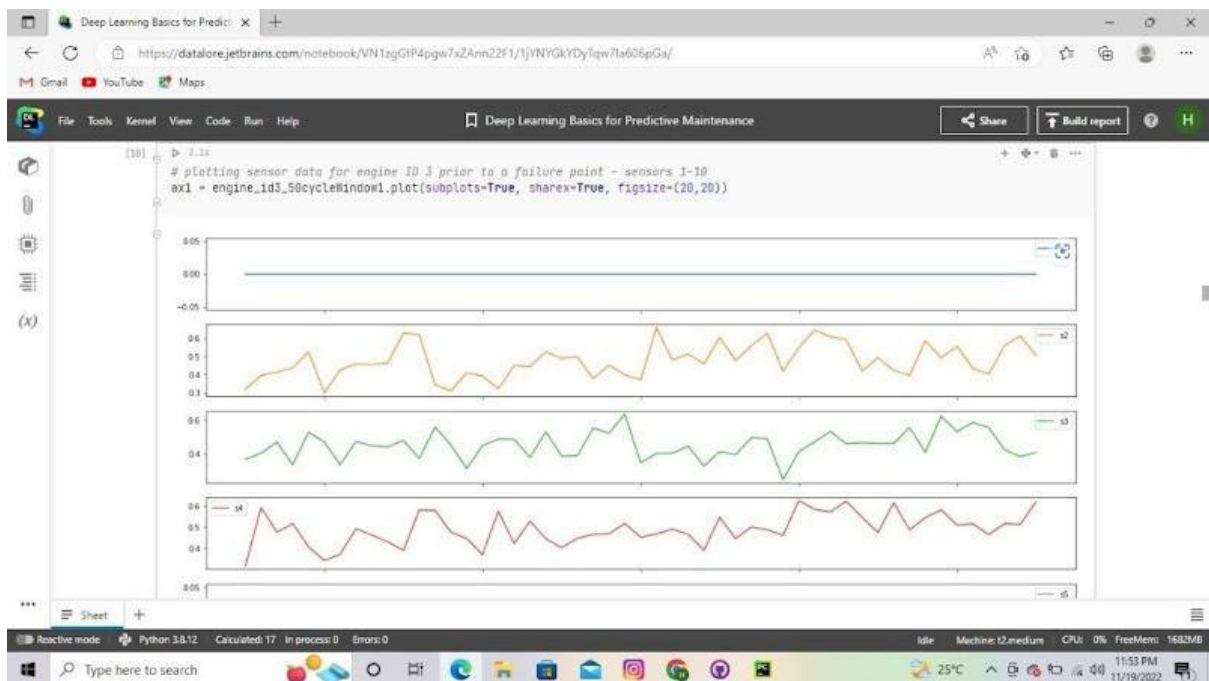 Deep Learning Basics for Predic
https://datalore.jetbrains.com/notebook/
Gmail YouTube Maps
File Tools Kernel View Code Run Help
Deep Learning Basics for Predictive Maintenance
Share
Build report
H
[10] 2.1s
# plotting sensor data for engine ID 3 prior to a failure point - sensors 1-10
ax1 = engine_id3_50cycleWindow1.plot(subplots=True, sharex=True, figsize=(20,20))
0.05
0.00
−0.05
s2
0.6
0.5
0.4
0.3
s3
0.6
0.4
s4
0.6
0.5
0.4
0.05
s5
Sheet
Reactive mode Python 3.8.12 Calculated: 17 In process: 0 Errors: 0
Idle Machine: t2.medium CPU: 0% FreeMem: 1682MB
Type here to search
25°C
11:53 PM
11/19/2022